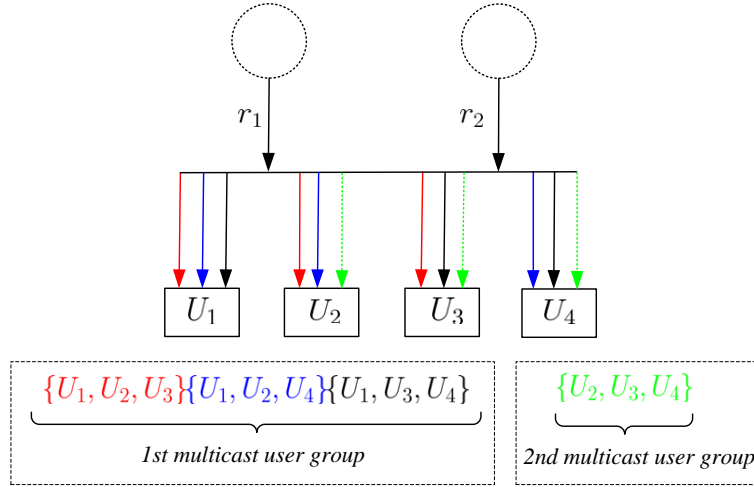 r₁ r₂
U₁ U₂ U₃ U₄
{U₁, U₂, U₃}{U₁, U₂, U₄}{U₁, U₃, U₄} {U₂, U₃, U₄}
1st multicast user group 2nd multicast user group